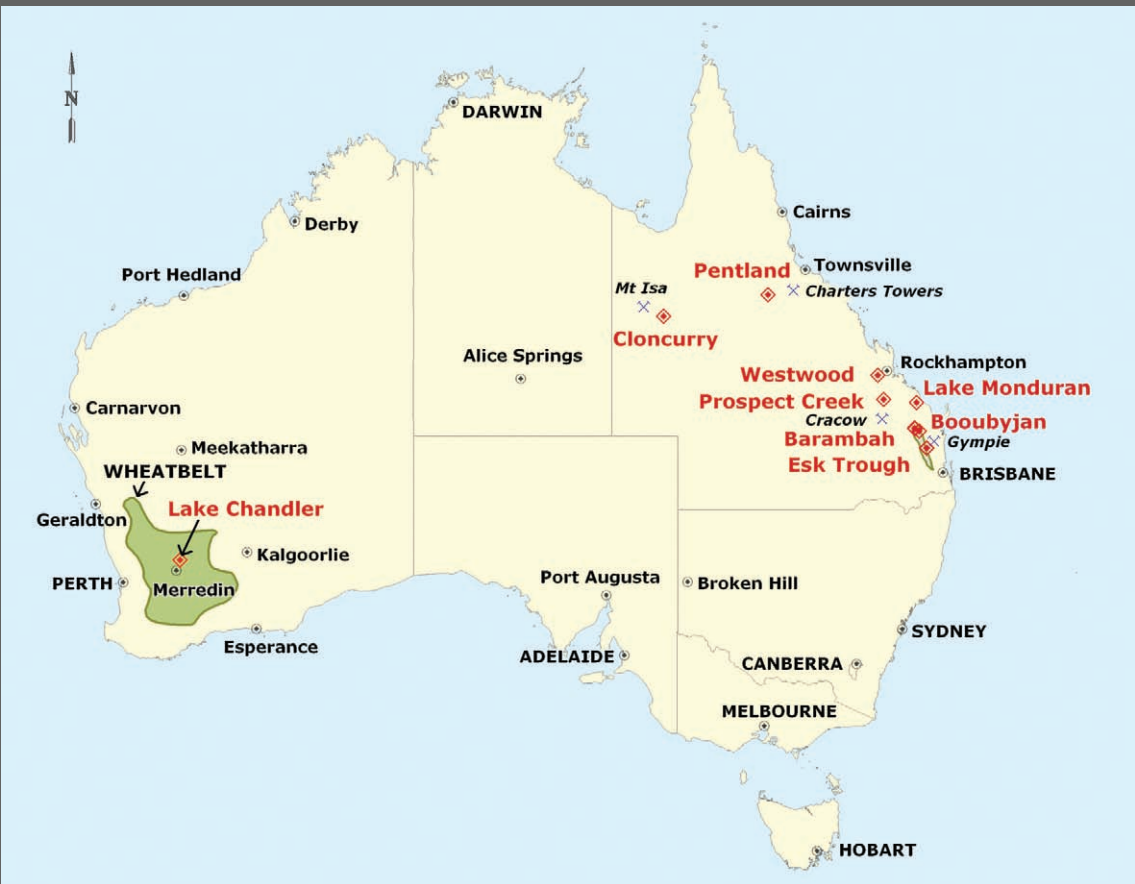 N
DARWIN
Cairns
Derby
Pentland
Townsville
Port Hedland
Mt Isa
Charters Towers
Cloncurry
Alice Springs
Rockhampton
Westwood
Lake Monduran
Prospect Creek
Carnarvon
Cracow
Booubyjan
Barambah
Gympie
Meekatharra
Esk Trough
WHEATBELT
BRISBANE
Lake Chandler
Geraldton
Kalgoorlie
Port Augusta
PERTH
Broken Hill
Merredin
SYDNEY
Esperance
ADELAIDE
CANBERRA
MELBOURNE
HOBART